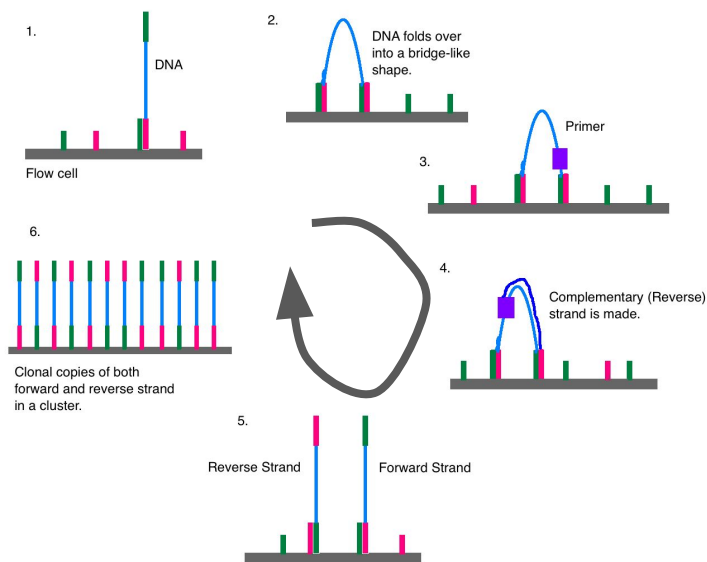 1.
DNA
Flow cell
2.
DNA folds over
into a bridge-like
shape.
3.
Primer
4.
Complementary (Reverse)
strand is made.
5.
Reverse Strand
Forward Strand
6.
Clonal copies of both
forward and reverse strand
in a cluster.